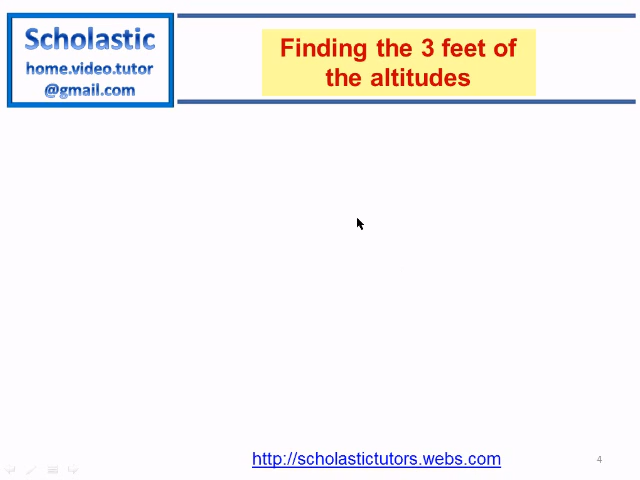 Scholastic
home.video.tutor
@gmail.com
Finding the 3 feet of
the altitudes
http://scholastictutors.webs.com
4